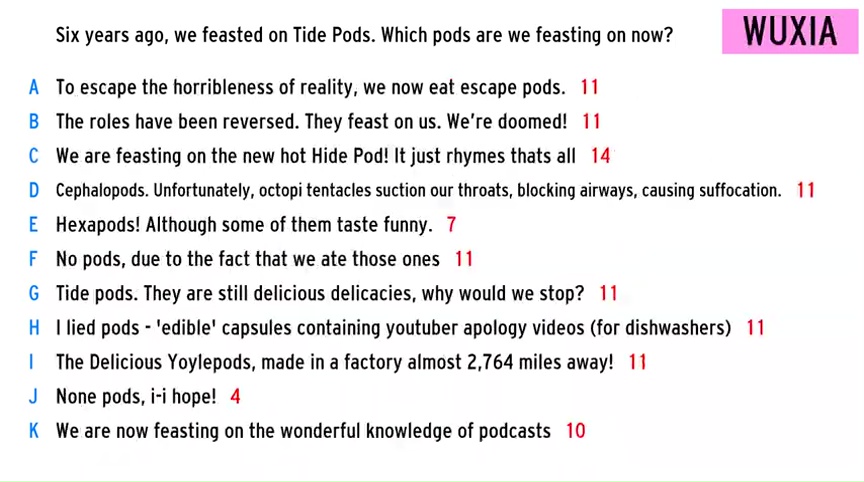 Six years ago, we feasted on Tide Pods. Which pods are we feasting on now?
WUXIA
A To escape the horribleness of reality, we now eat escape pods. 11
B The roles have been reversed. They feast on us. We're doomed! 11
C We are feasting on the new hot Hide Pod! It just rhymes thats all 14
D Cephalopods. Unfortunately, octopi tentacles suction our throats, blocking airways, causing suffocation. 11
E Hexapods! Although some of them taste funny. 7
F No pods, due to the fact that we ate those ones 11
G Tide pods. They are still delicious delicacies, why would we stop? 11
H I lied pods - 'edible' capsules containing youtuber apology videos (for dishwashers) 11
I The Delicious Yoylepods, made in a factory almost 2,764 miles away! 11
J None pods, i-i hope! 4
K We are now feasting on the wonderful knowledge of podcasts 10